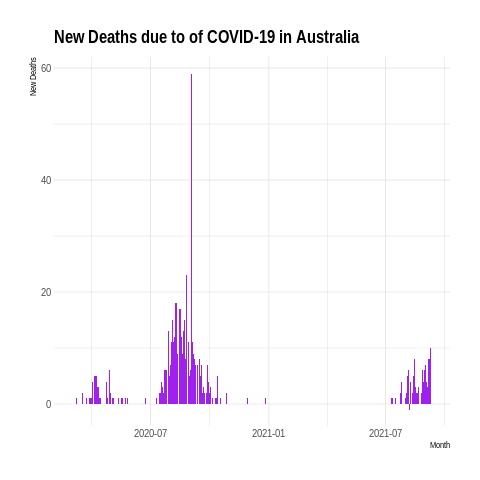 New Deaths due to of COVID-19 in Australia
New Deaths
60
40
20
0
2020-07
2021-01
2021-07
Month